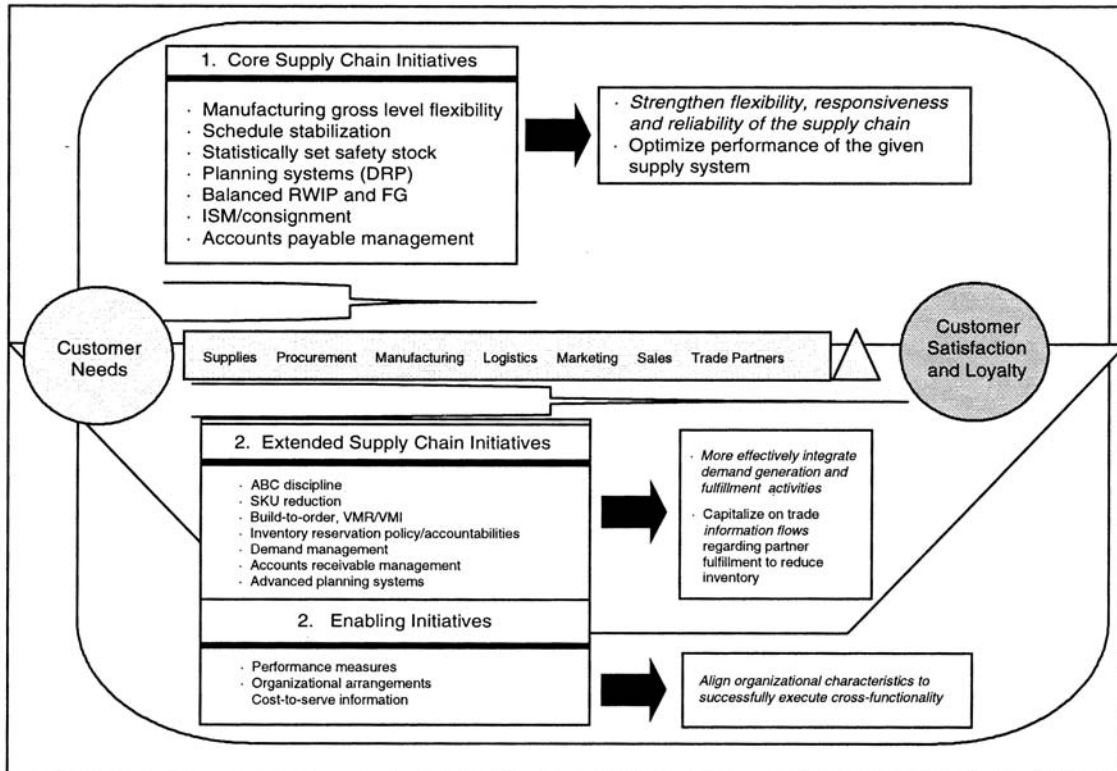 1. Core Supply Chain Initiatives
· Manufacturing gross level flexibility
· Schedule stabilization
· Statistically set safety stock
· Planning systems (DRP)
· Balanced RWIP and FG
· ISM/consignment
· Accounts payable management
· Strengthen flexibility, responsiveness
and reliability of the supply chain
· Optimize performance of the given
supply system
Customer
Needs
Supplies Procurement Manufacturing Logistics Marketing Sales Trade Partners
Customer
Satisfaction
and Loyalty
2. Extended Supply Chain Initiatives
· ABC discipline
· SKU reduction
· Build-to-order, VMR/VMI
· Inventory reservation policy/accountabilities
· Demand management
· Accounts receivable management
· Advanced planning systems
· More effectively integrate
demand generation and
fulfillment activities
· Capitalize on trade
information flows
regarding partner
fulfillment to reduce
inventory
2. Enabling Initiatives
· Performance measures
· Organizational arrangements
Cost-to-serve information
Align organizational characteristics to
successfully execute cross-functionality